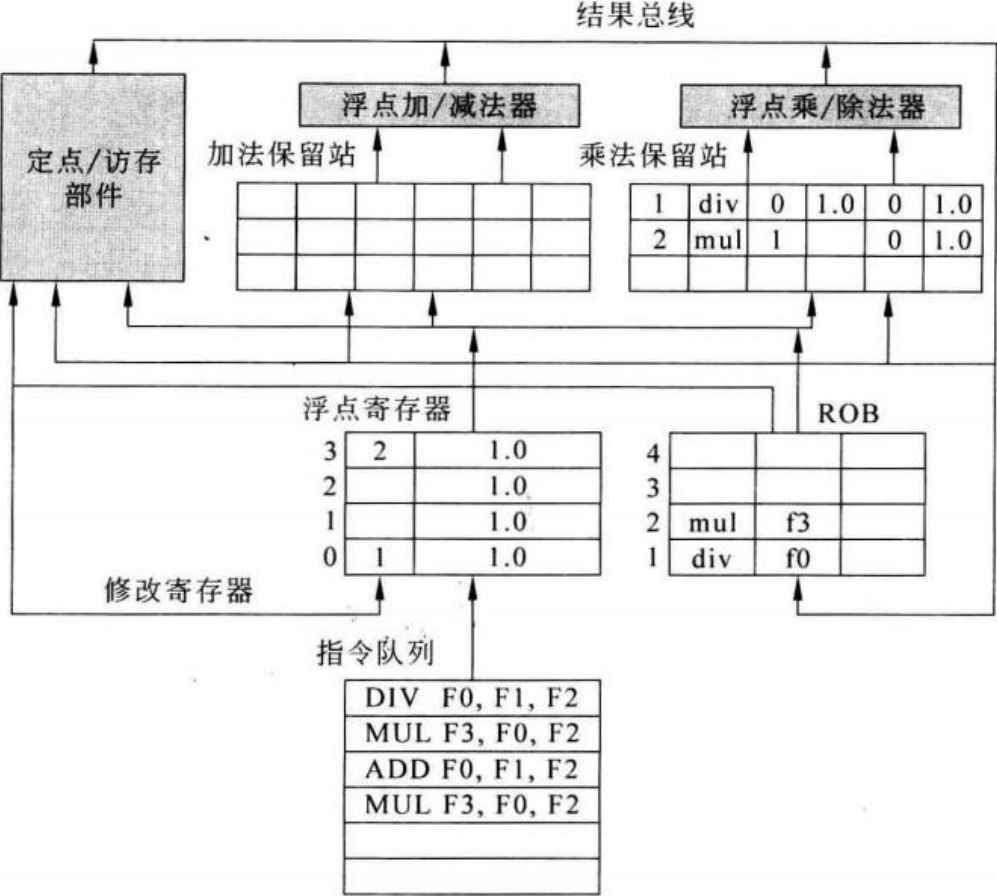 结果总线
浮点加/减法器
浮点乘/除法器
定点/访存
部件
加法保留站
乘法保留站
1 div 0 1.0 0 1.0
2 mul 1 0 1.0
浮点寄存器
ROB
3 2 1.0
2 1.0
1 1.0
0 1 1.0
4
3
2 mul f3
1 div f0
修改寄存器
指令队列
DIV F0, F1, F2
MUL F3, F0, F2
ADD F0, F1, F2
MUL F3, F0, F2